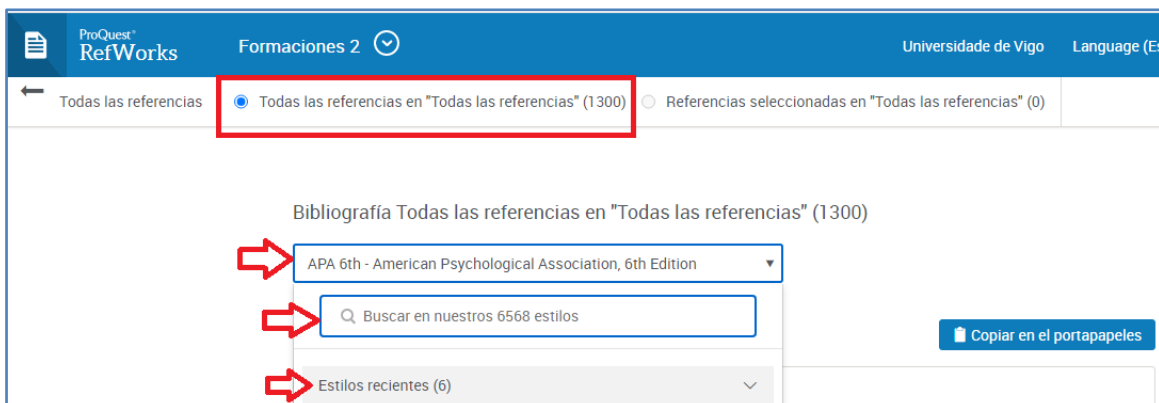 ProQuest®
RefWorks
Formaciones 2
Universidade de Vigo
Language (Es
Todas las referencias
Todas las referencias en "Todas las referencias" (1300)
Referencias seleccionadas en "Todas las referencias" (0)
Bibliografía Todas las referencias en "Todas las referencias" (1300)
APA 6th - American Psychological Association, 6th Edition
Buscar en nuestros 6568 estilos
Copiar en el portapapeles
Estilos recientes (6)